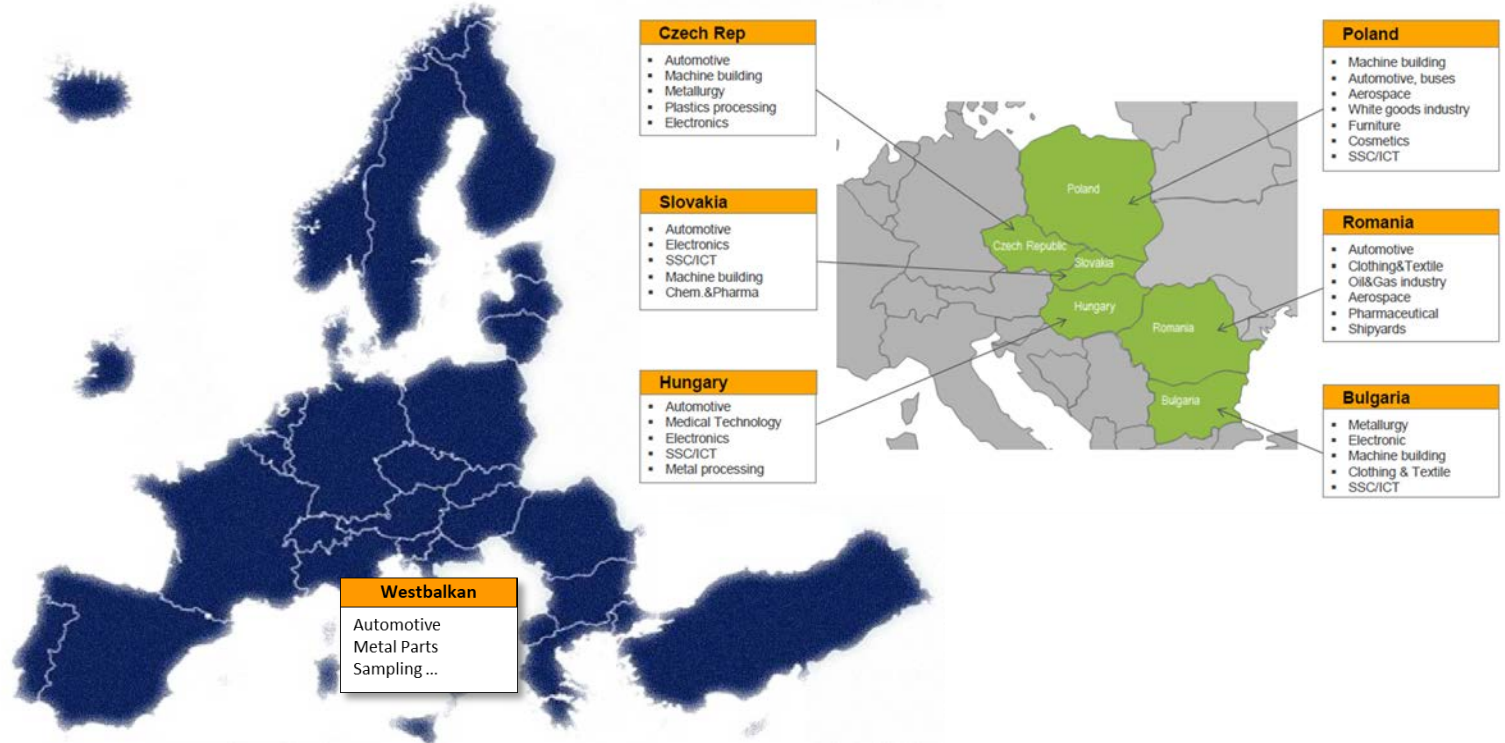 Czech Rep
▪ Automotive
▪ Machine building
▪ Metallurgy
▪ Plastics processing
▪ Electronics
Slovakia
▪ Automotive
▪ Electronics
▪ SSC/ICT
▪ Machine building
▪ Chem.&Pharma
Hungary
▪ Automotive
▪ Medical Technology
▪ Electronics
▪ SSC/ICT
▪ Metal processing
Poland
Czech Republic
Slovakia
Hungary
Romania
Bulgaria
Poland
▪ Machine building
▪ Automotive, buses
▪ Aerospace
▪ White goods industry
▪ Furniture
▪ Cosmetics
▪ SSC/ICT
Romania
▪ Automotive
▪ Clothing&Textile
▪ Oil&Gas industry
▪ Aerospace
▪ Pharmaceutical
▪ Shipyards
Bulgaria
▪ Metallurgy
▪ Electronic
▪ Machine building
▪ Clothing & Textile
▪ SSC/ICT
Westbalkan
Automotive
Metal Parts
Sampling ...